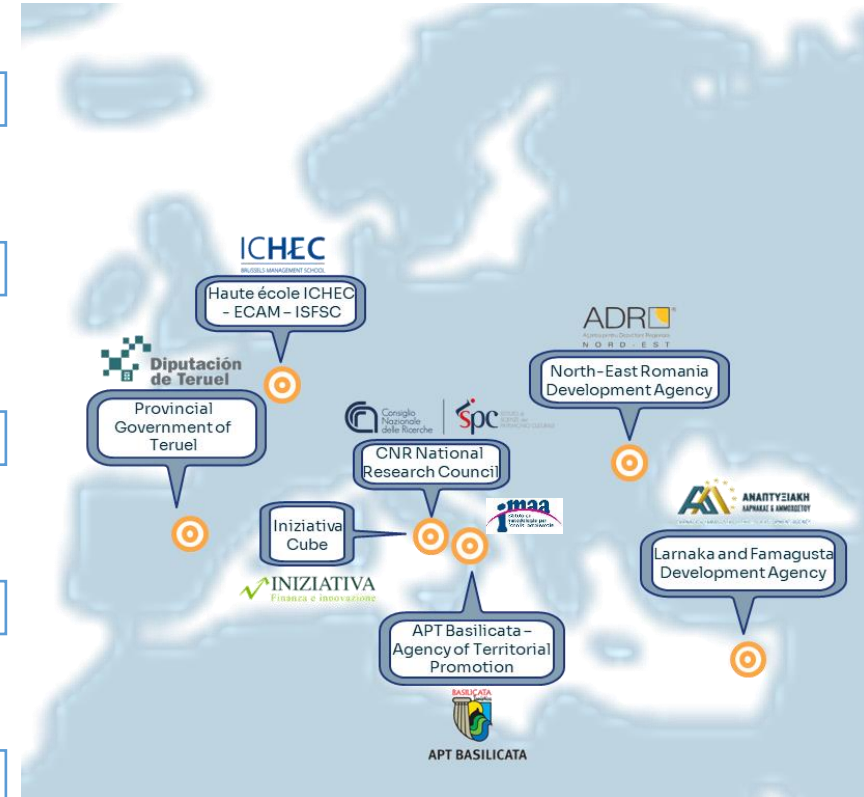 ICHEC
BRUSSELS MANAGEMENT SCHOOL
Haute école ICHEC
- ECAM – ISFSC
ADR
NORD-EST
Diputación
de Teruel
North-East Romania
Development Agency
Provincial
Government of
Teruel
Consiglio
Nazionale
delle Ricerche
spc
CNR National
Research Council
ΑΝΑΠΤΥΞΙΑΚΗ
ΛΑΡΝΑΚΑΣ & ΑΜΜΟΧΩΣΤΟΥ
imaa
Iniziativa
Cube
Larnaka and Famagusta
Development Agency
INIZIATIVA
Finanza e innovazione
APT Basilicata –
Agency of Territorial
Promotion
BASILICATA
APT BASILICATA